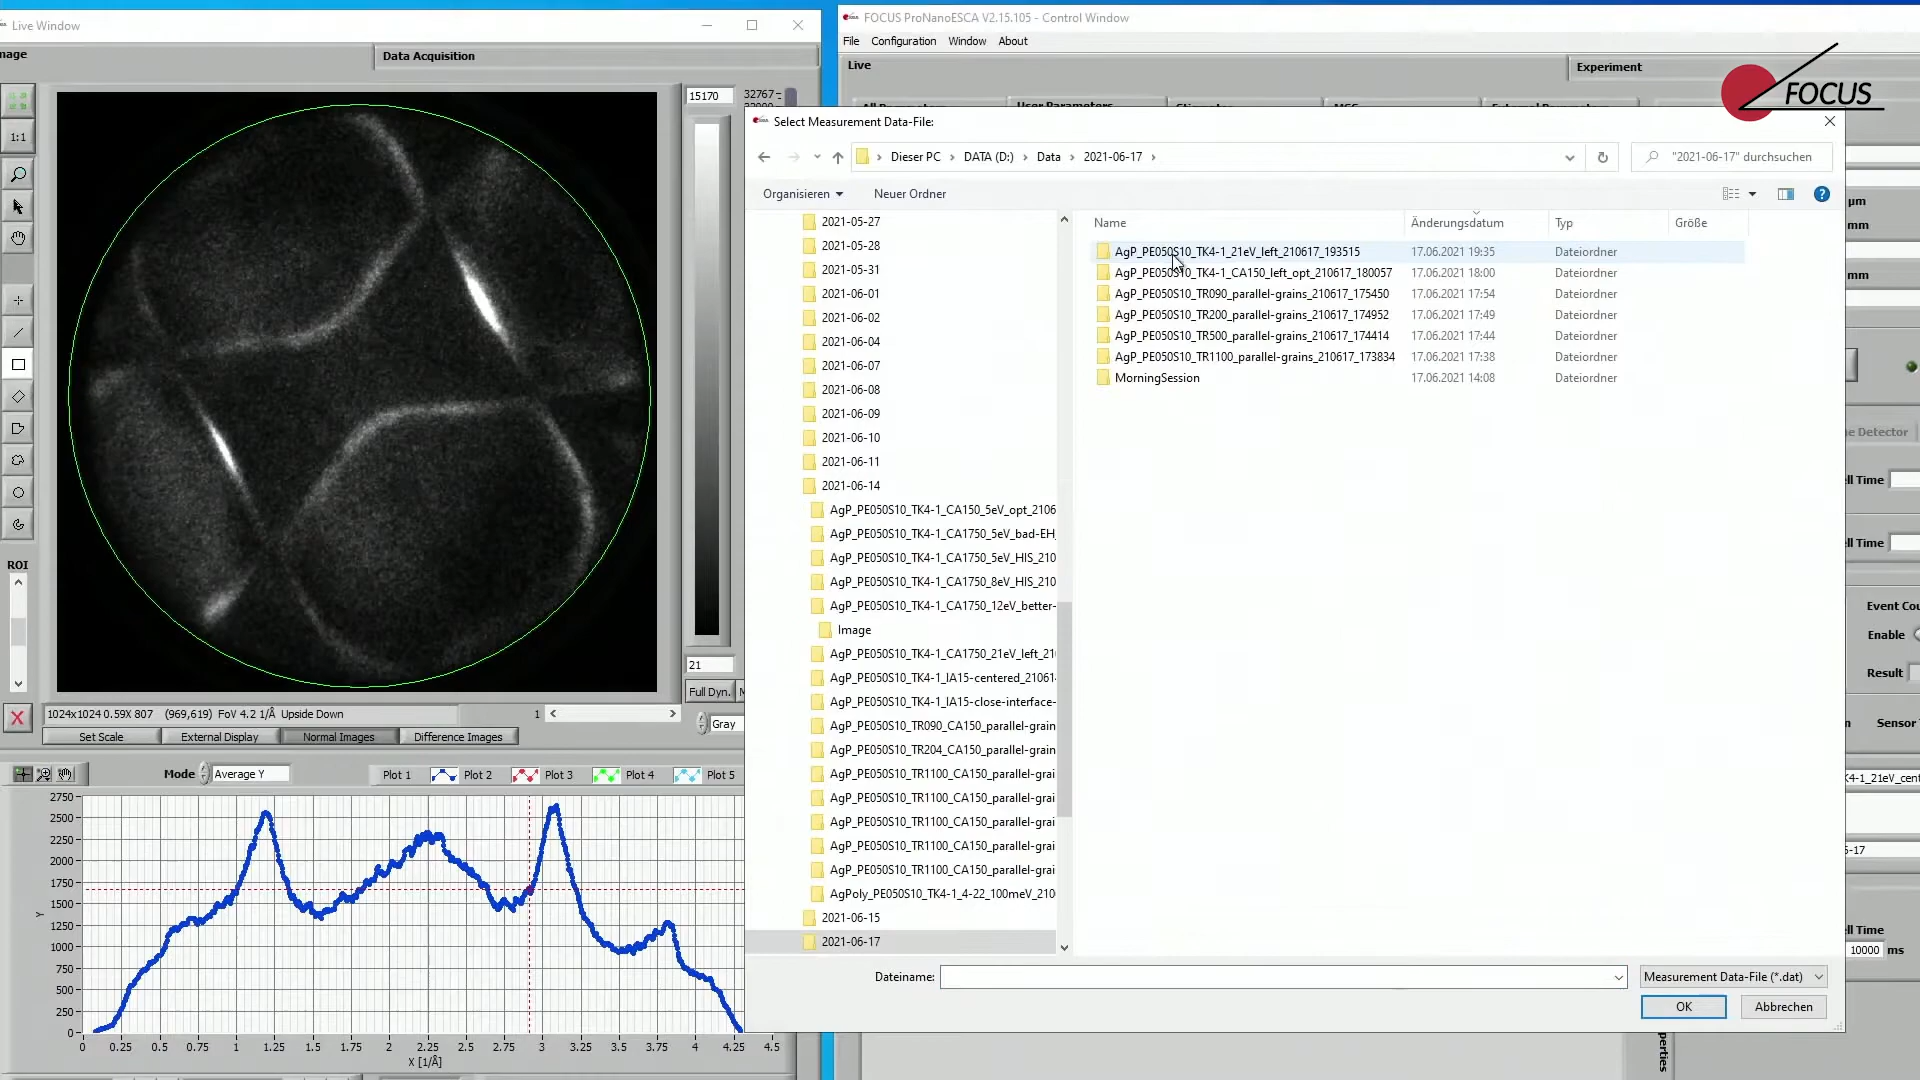 Live Window
mage
Data Acquisition
1:1
ROI
15170
32767
21
Full Dyn.
Gray
1024x1024 0.59X 807 (969,619) FoV 4.2 1/Å Upside Down
1
Set Scale
External Display
Normal Images
Difference Images
Mode
Average Y
Plot 1
Plot 2
Plot 3
Plot 4
Plot 5
2750
2500
2250
2000
1750
1500
1250
1000
750
500
250
0
Y
0 0.25 0.5 0.75 1 1.25 1.5 1.75 2 2.25 2.5 2.75 3 3.25 3.5 3.75 4 4.25 4.5
X [1/Å]
FOCUS ProNanoESCA V2.15.105 - Control Window
File Configuration Window About
Live
Experiment
FOCUS
Select Measurement Data-File:
Dieser PC > DATA (D:) > Data > 2021-06-17 >
"2021-06-17" durchsuchen
Organisieren
Neuer Ordner
2021-05-27
2021-05-28
2021-05-31
2021-06-01
2021-06-02
2021-06-04
2021-06-07
2021-06-08
2021-06-09
2021-06-10
2021-06-11
2021-06-14
AgP_PE050S10_TK4-1_CA150_5eV_opt_2106
AgP_PE050S10_TK4-1_CA1750_5eV_bad-EH_
AgP_PE050S10_TK4-1_CA1750_5eV_HIS_210
AgP_PE050S10_TK4-1_CA1750_8eV_HIS_210
AgP_PE050S10_TK4-1_CA1750_12eV_better-
Image
AgP_PE050S10_TK4-1_CA1750_21eV_left_21
AgP_PE050S10_TK4-1_IA15-centered_21061
AgP_PE050S10_TK4-1_IA15-close-interface-
AgP_PE050S10_TR090_CA150_parallel-grain
AgP_PE050S10_TR204_CA150_parallel-grain
AgP_PE050S10_TR1100_CA150_parallel-grai
AgP_PE050S10_TR1100_CA150_parallel-grai
AgP_PE050S10_TR1100_CA150_parallel-grai
AgP_PE050S10_TR1100_CA150_parallel-grai
AgP_PE050S10_TR1100_CA150_parallel-grai
AgPoly_PE050S10_TK4-1_4-22_100meV_210
2021-06-15
2021-06-17
Name Änderungsdatum Typ Größe
AgP_PE050S10_TK4-1_21eV_left_210617_193515 17.06.2021 19:35 Dateiordner
AgP_PE050S10_TK4-1_CA150_left_opt_210617_180057 17.06.2021 18:00 Dateiordner
AgP_PE050S10_TR090_parallel-grains_210617_175450 17.06.2021 17:54 Dateiordner
AgP_PE050S10_TR200_parallel-grains_210617_174952 17.06.2021 17:49 Dateiordner
AgP_PE050S10_TR500_parallel-grains_210617_174414 17.06.2021 17:44 Dateiordner
AgP_PE050S10_TR1100_parallel-grains_210617_173834 17.06.2021 17:38 Dateiordner
MorningSession 17.06.2021 14:08 Dateiordner
Dateiname:
Measurement Data-File (*.dat)
OK
Abbrechen
µm
mm
mm
e Detector
ll Time
ll Time
Event Cou
Enable
Result
Sensor
K4-1_21eV_cent
6-17
ll Time
10000 ms
perties